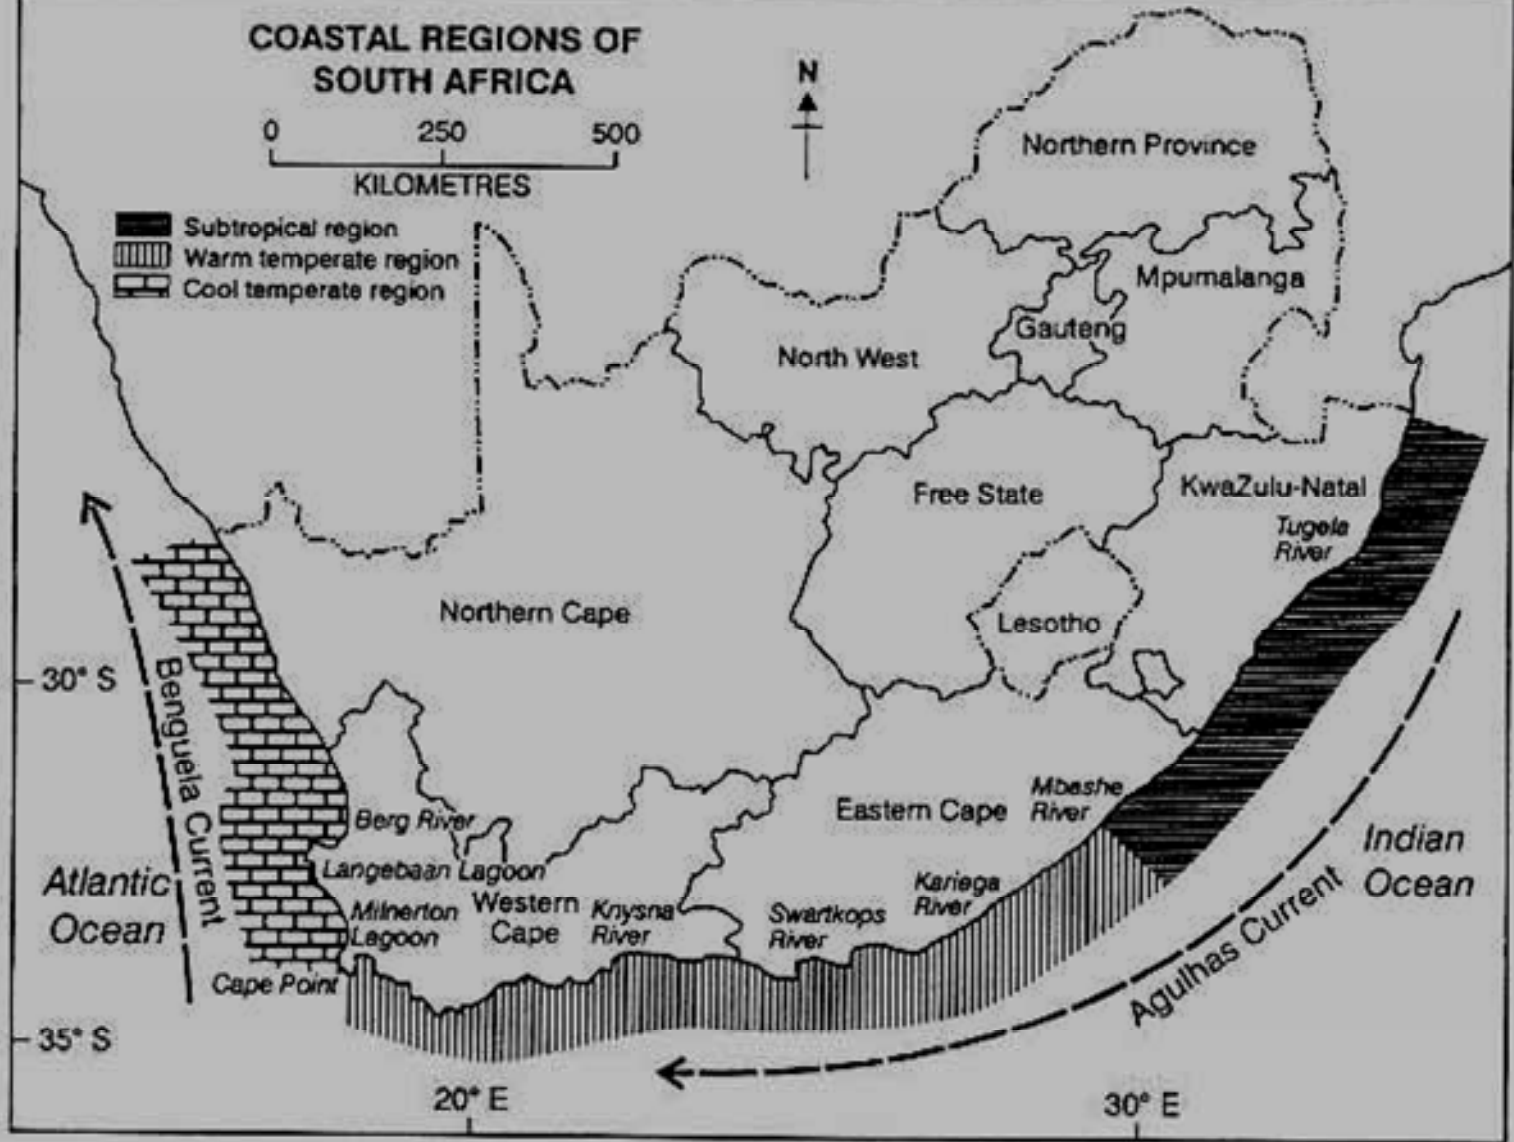 COASTAL REGIONS OF
SOUTH AFRICA
0 250 500
KILOMETRES
N
Subtropical region
Warm temperate region
Cool temperate region
Northern Province
Mpumalanga
Gauteng
North West
Free State
KwaZulu-Natal
Tugela
River
Northern Cape
Lesotho
30° S
Benguela Current
Mbashe
River
Eastern Cape
Berg River
Langebaan Lagoon
Atlantic
Ocean
Indian
Ocean
Milnerton
Lagoon
Western
Cape
Knysna
River
Swartkops
River
Kariega
River
Cape Point
Agulhas Current
35° S
20° E
30° E